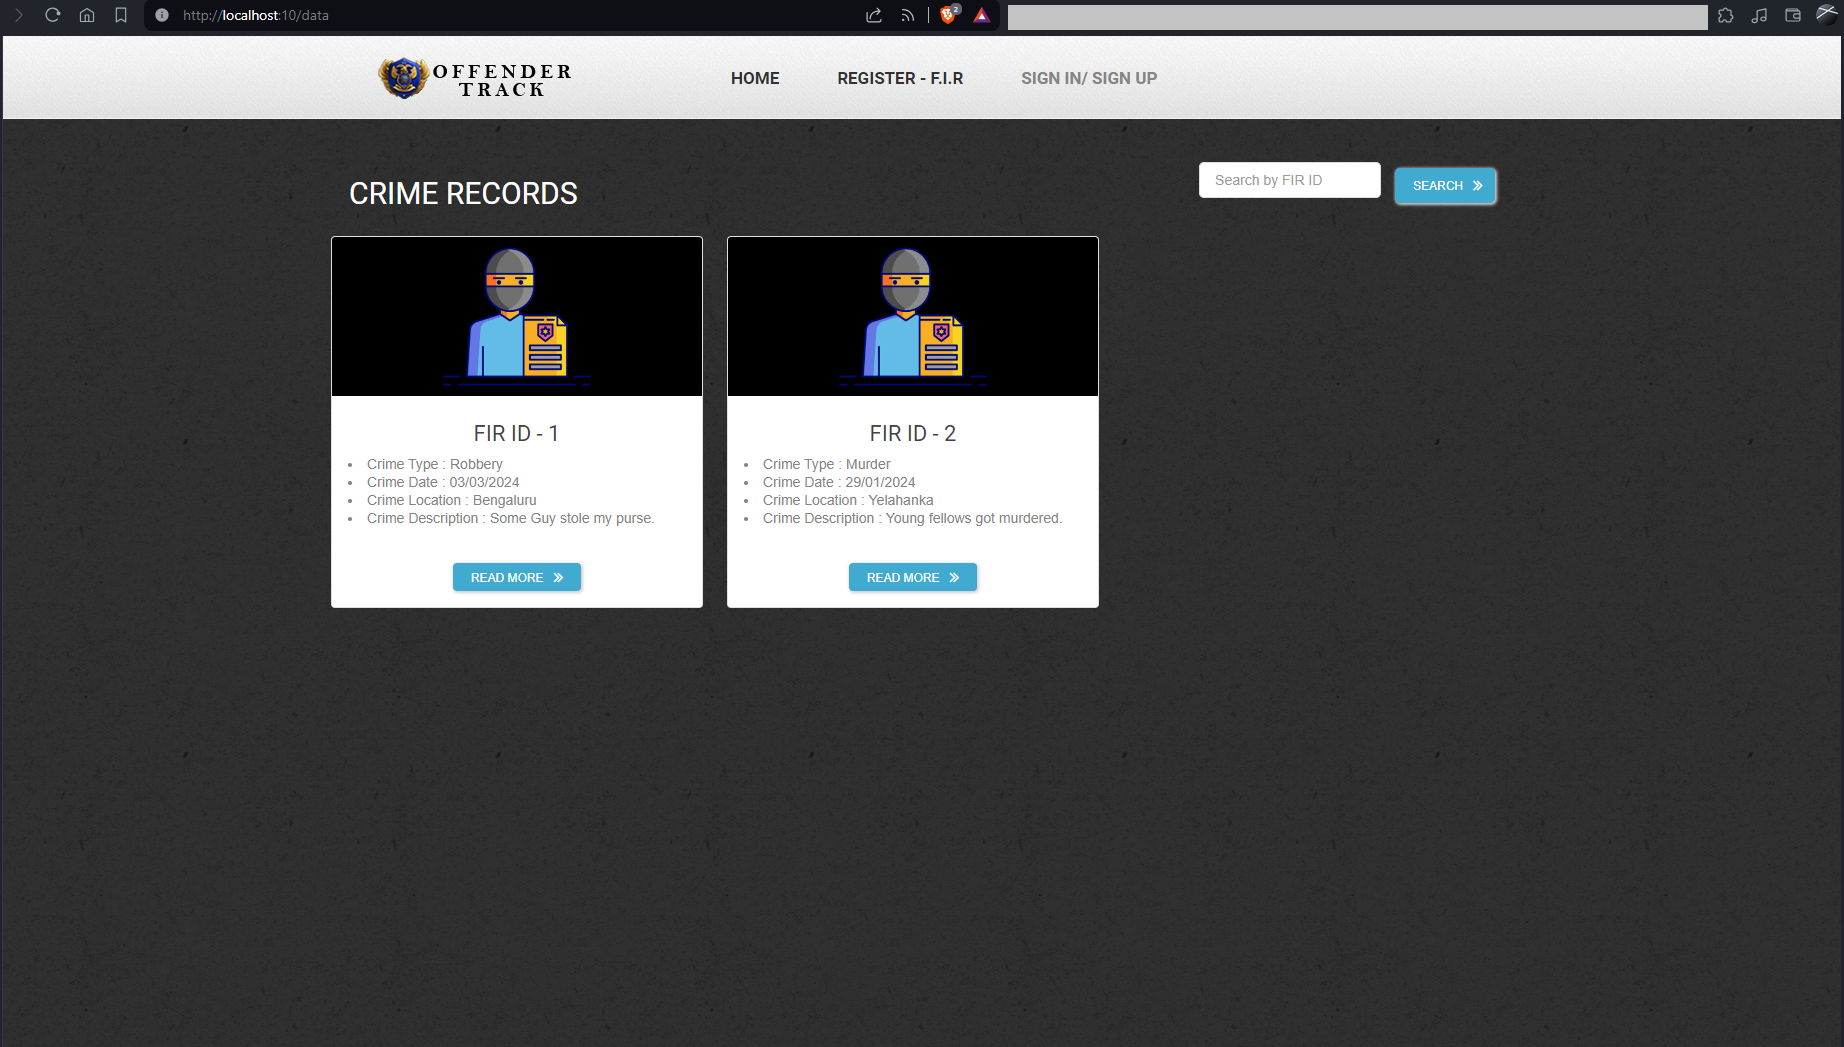 http://localhost:10/data
2
OFFENDER
TRACK
HOME
REGISTER - F.I.R
SIGN IN/ SIGN UP
CRIME RECORDS
Search by FIR ID
SEARCH
FIR ID - 1
Crime Type : Robbery
Crime Date : 03/03/2024
Crime Location : Bengaluru
Crime Description : Some Guy stole my purse.
READ MORE
FIR ID - 2
Crime Type : Murder
Crime Date : 29/01/2024
Crime Location : Yelahanka
Crime Description : Young fellows got murdered.
READ MORE